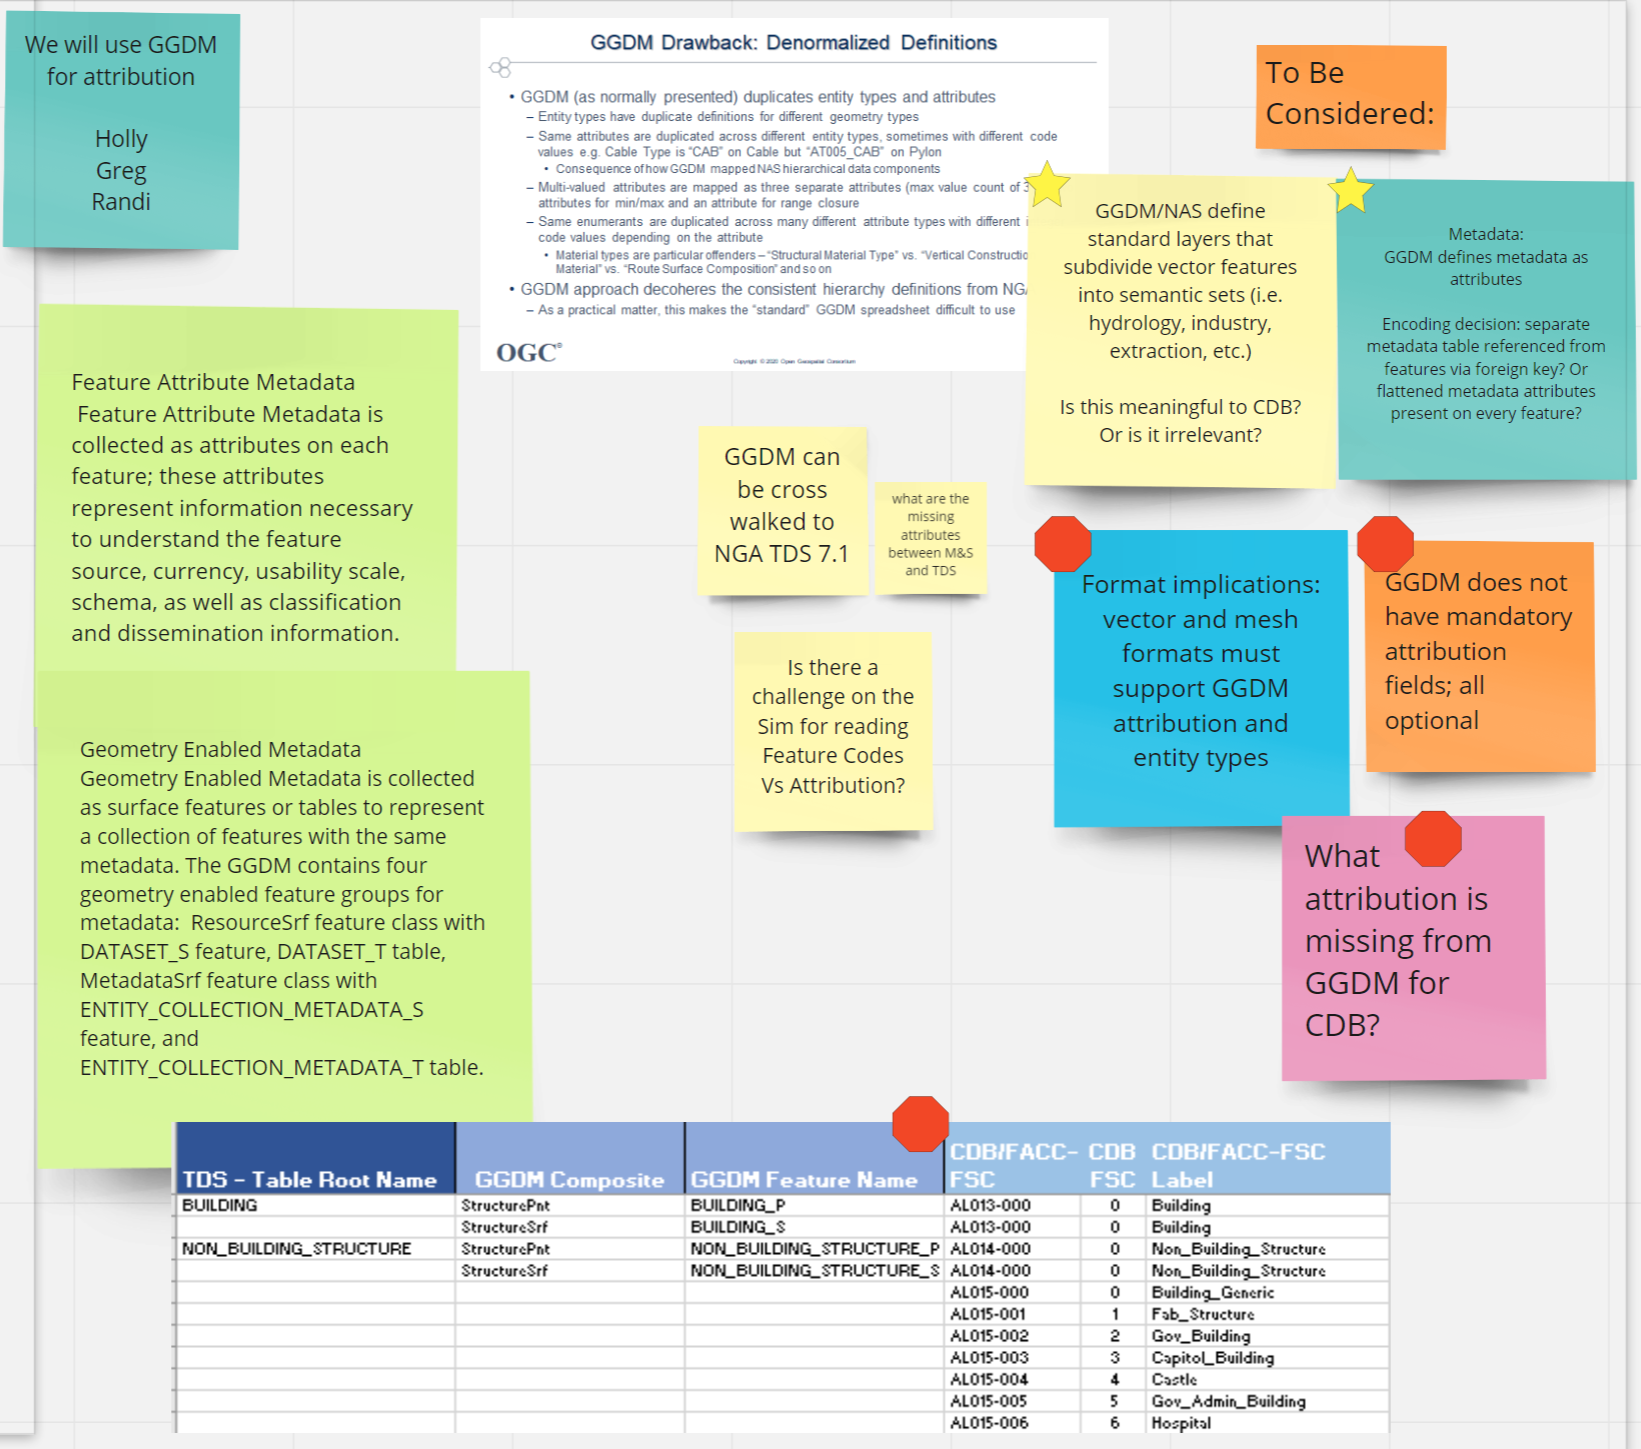 We will use GGDM
for attribution
Holly
Greg
Randi
GGDM Drawback: Denormalized Definitions
• GGDM (as normally presented) duplicates entity types and attributes
– Entity types have duplicate definitions for different geometry types
– Same attributes are duplicated across different entity types, sometimes with different code
values e.g. Cable Type is “CAB” on Cable but “AT005_CAB” on Pylon
• Consequence of how GGDM mapped NAS hierarchical data components
– Multi-valued attributes are mapped as three separate attributes (max value count of 3
attributes for min/max and an attribute for range closure
– Same enumerants are duplicated across many different attribute types with different
code values depending on the attribute
• Material types are particular offenders – “Structural Material Type” vs. “Vertical Constructio
Material” vs. “Route Surface Composition” and so on
• GGDM approach decoheres the consistent hierarchy definitions from NGA
– As a practical matter, this makes the “standard” GGDM spreadsheet difficult to use
OGC®
Copyright © 2020 Open Geospatial Consortium
To Be
Considered:
GGDM/NAS define
standard layers that
subdivide vector features
into semantic sets (i.e.
hydrology, industry,
extraction, etc.)
Is this meaningful to CDB?
Or is it irrelevant?
Metadata:
GGDM defines metadata as
attributes
Encoding decision: separate
metadata table referenced from
features via foreign key? Or
flattened metadata attributes
present on every feature?
Feature Attribute Metadata
Feature Attribute Metadata is
collected as attributes on each
feature; these attributes
represent information necessary
to understand the feature
source, currency, usability scale,
schema, as well as classification
and dissemination information.
GGDM can
be cross
walked to
NGA TDS 7.1
what are the
missing
attributes
between M&S
and TDS
Is there a
challenge on the
Sim for reading
Feature Codes
Vs Attribution?
Format implications:
vector and mesh
formats must
support GGDM
attribution and
entity types
GGDM does not
have mandatory
attribution
fields; all
optional
What
attribution is
missing from
GGDM for
CDB?
Geometry Enabled Metadata
Geometry Enabled Metadata is collected
as surface features or tables to represent
a collection of features with the same
metadata. The GGDM contains four
geometry enabled feature groups for
metadata:  ResourceSrf feature class with
DATASET_S feature, DATASET_T table,
MetadataSrf feature class with
ENTITY_COLLECTION_METADATA_S
feature, and
ENTITY_COLLECTION_METADATA_T table.
TDS - Table Root Name GGDM Composite GGDM Feature Name CDB/FACC-FSC CDB FSC CDB/FACC-FSC Label
BUILDING StructurePnt BUILDING_P AL013-000 0 Building
StructureSrf BUILDING_S AL013-000 0 Building
NON_BUILDING_STRUCTURE StructurePnt NON_BUILDING_STRUCTURE_P AL014-000 0 Non_Building_Structure
StructureSrf NON_BUILDING_STRUCTURE_S AL014-000 0 Non_Building_Structure
AL015-000 0 Building_Generic
AL015-001 1 Fab_Structure
AL015-002 2 Gov_Building
AL015-003 3 Capitol_Building
AL015-004 4 Castle
AL015-005 5 Gov_Admin_Building
AL015-006 6 Hospital